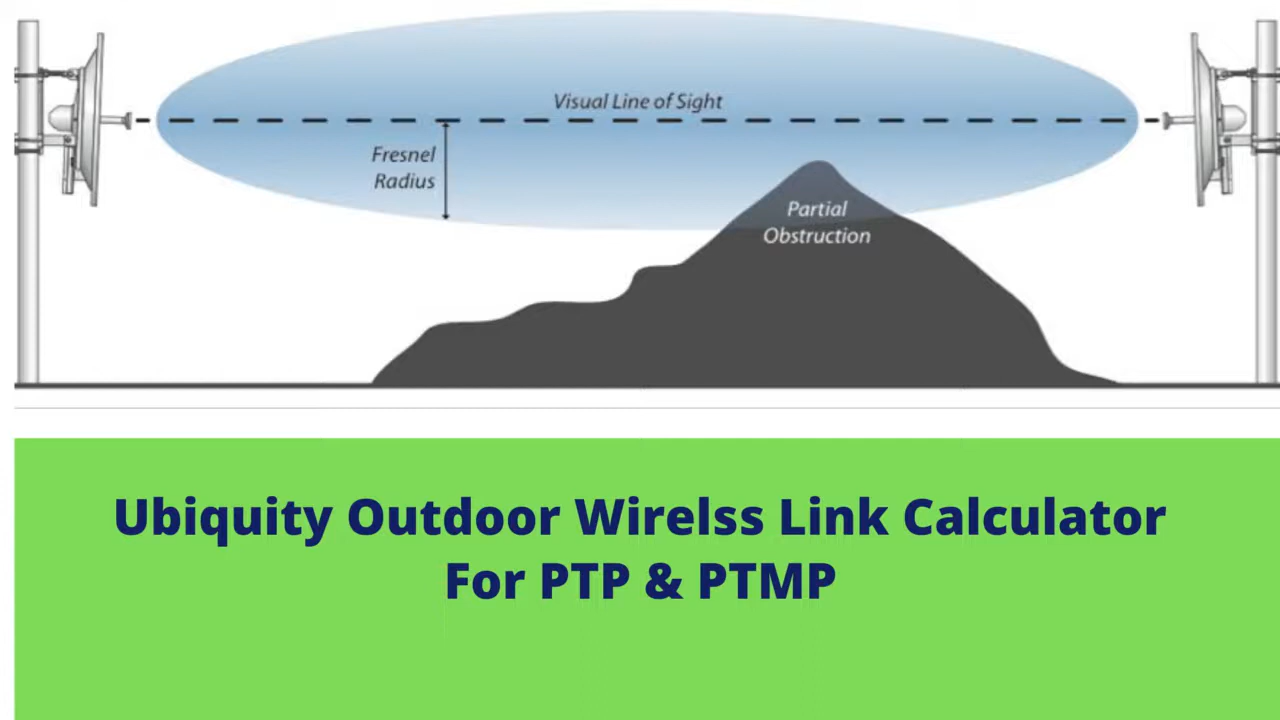 Visual Line of Sight
Fresnel
Radius
Partial
Obstruction
Ubiquity Outdoor Wirelss Link Calculator
For PTP & PTMP